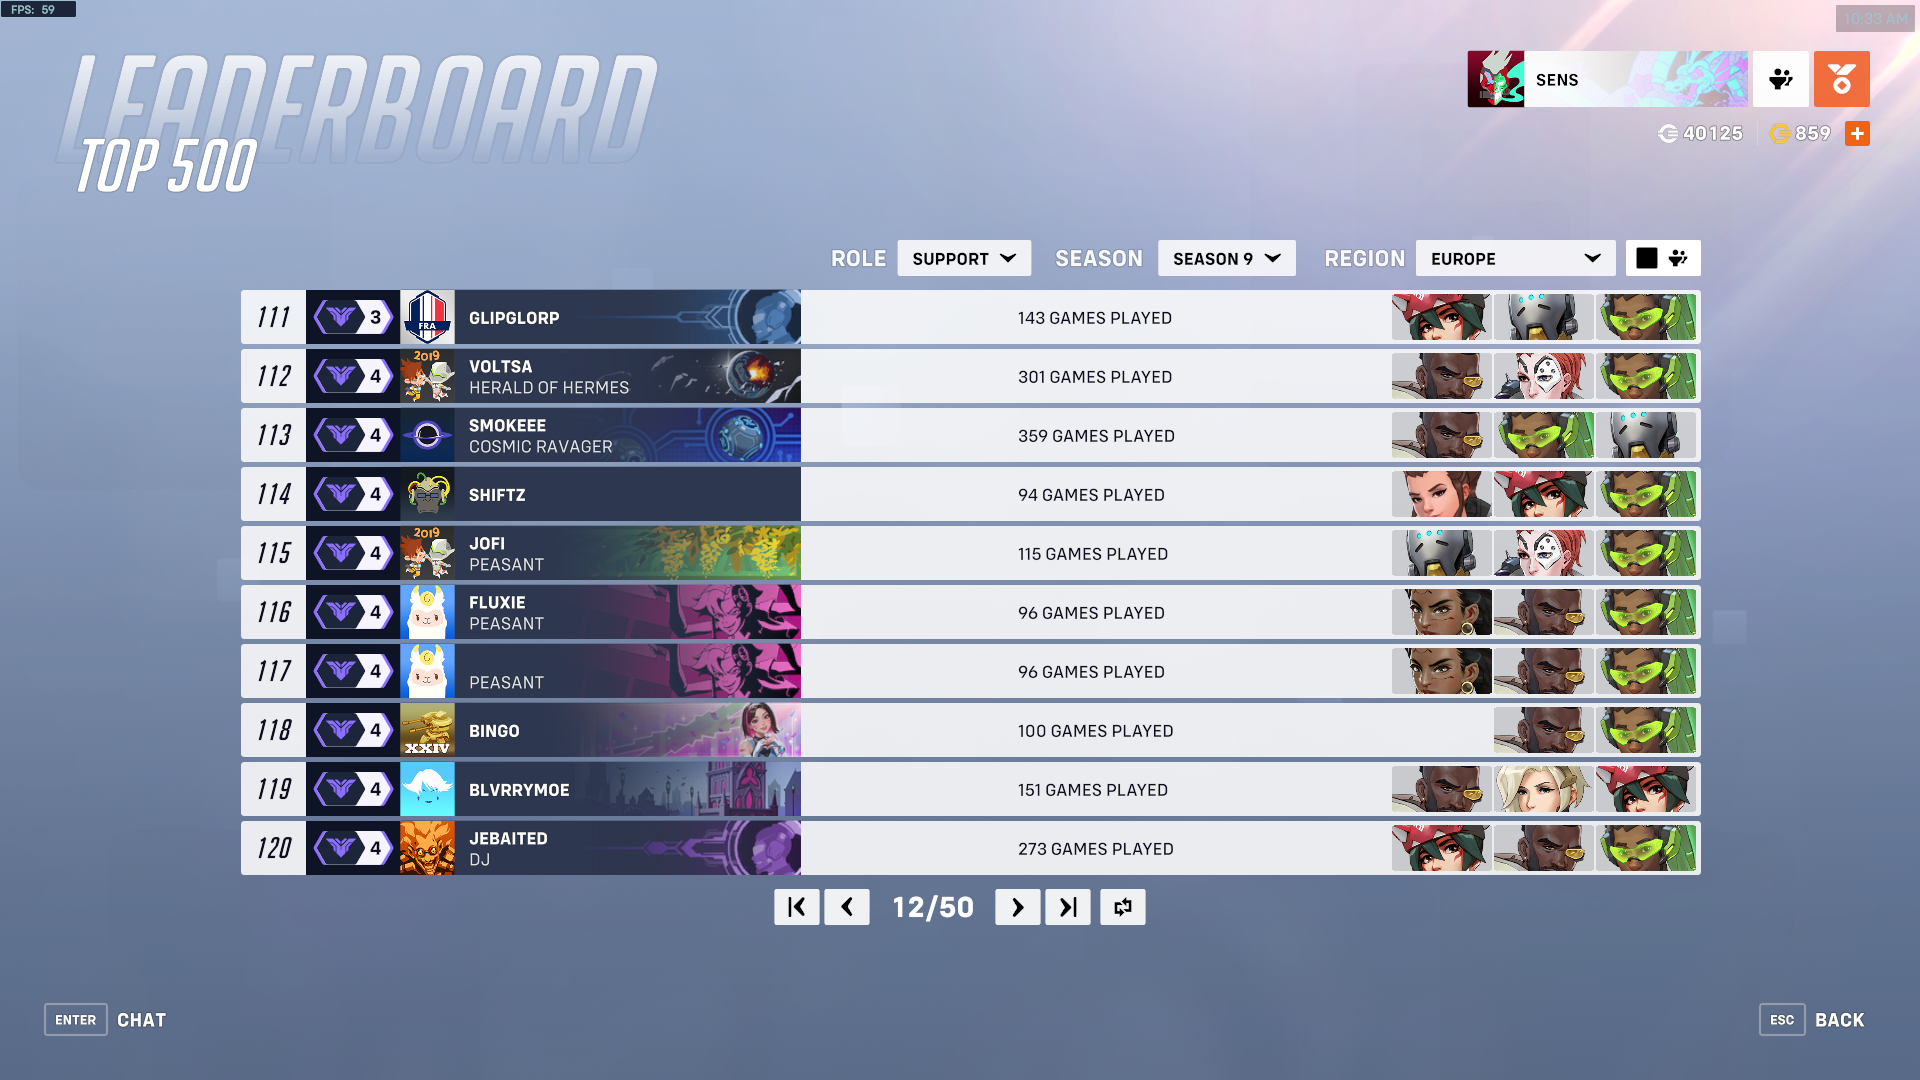 FPS: 59
10:33 AM
LEADERBOARD
TOP 500
SENS
40125
859
ROLE
SUPPORT
SEASON
SEASON 9
REGION
EUROPE
111 3 FRA GLIPGLORP 143 GAMES PLAYED
112 4 2019 VOLTSA 301 GAMES PLAYED
HERALD OF HERMES
113 4 SMOKEEE 359 GAMES PLAYED
COSMIC RAVAGER
114 4 SHIFTZ 94 GAMES PLAYED
115 4 2019 JOFI 115 GAMES PLAYED
PEASANT
116 4 FLUXIE 96 GAMES PLAYED
PEASANT
117 4 96 GAMES PLAYED
PEASANT
118 4 XXIV BINGO 100 GAMES PLAYED
119 4 BLVRRYMOE 151 GAMES PLAYED
120 4 JEBAITED 273 GAMES PLAYED
DJ
12/50
ENTER CHAT
ESC BACK